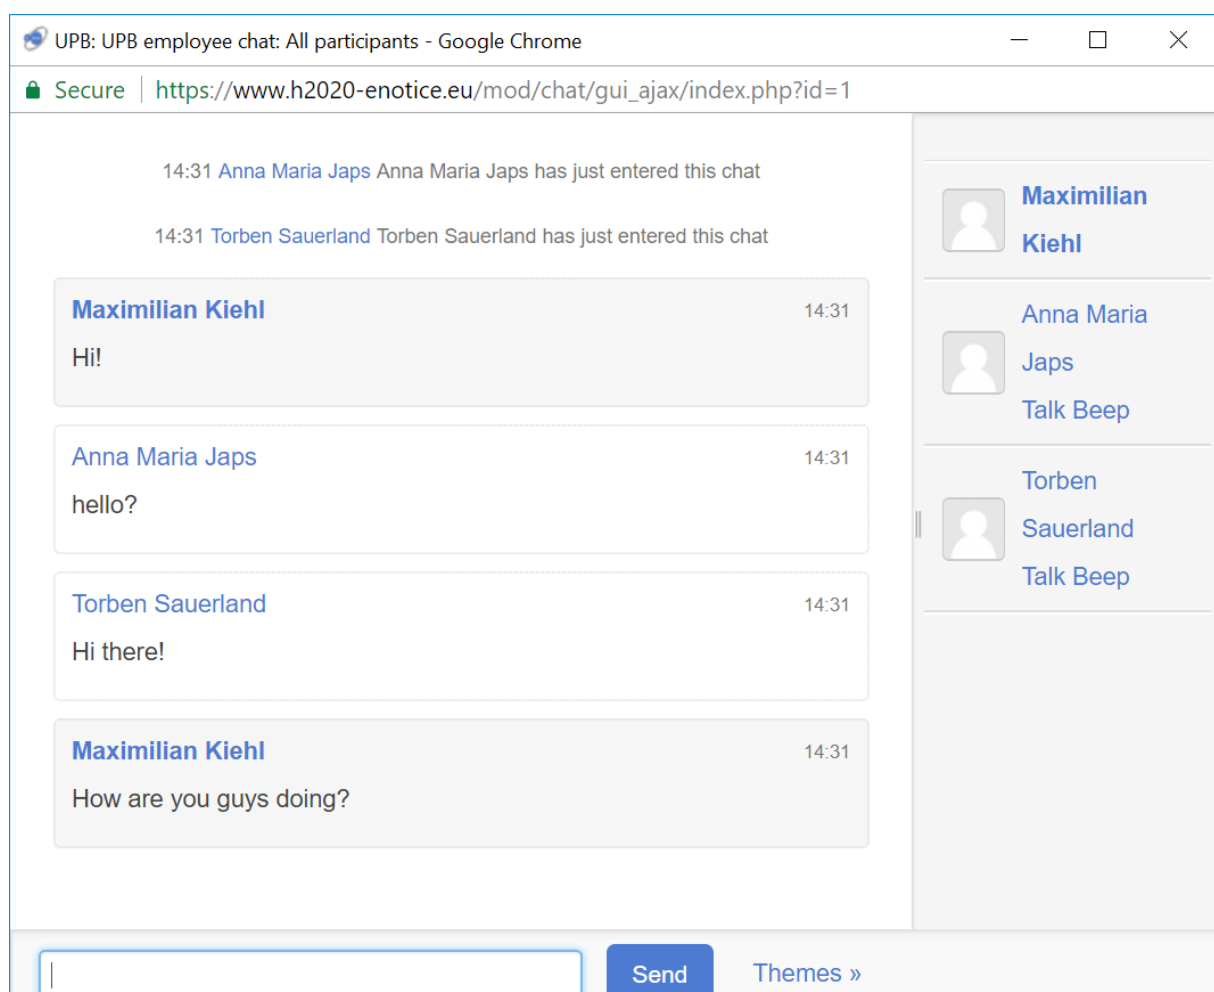 UPB: UPB employee chat: All participants - Google Chrome
Secure https://www.h2020-enotice.eu/mod/chat/gui_ajax/index.php?id=1
14:31 Anna Maria Japs Anna Maria Japs has just entered this chat
14:31 Torben Sauerland Torben Sauerland has just entered this chat
Maximilian Kiehl 14:31
Hi!
Anna Maria Japs 14:31
hello?
Torben Sauerland 14:31
Hi there!
Maximilian Kiehl 14:31
How are you guys doing?
Send Themes »
Maximilian
Kiehl
Anna Maria
Japs
Talk Beep
Torben
Sauerland
Talk Beep